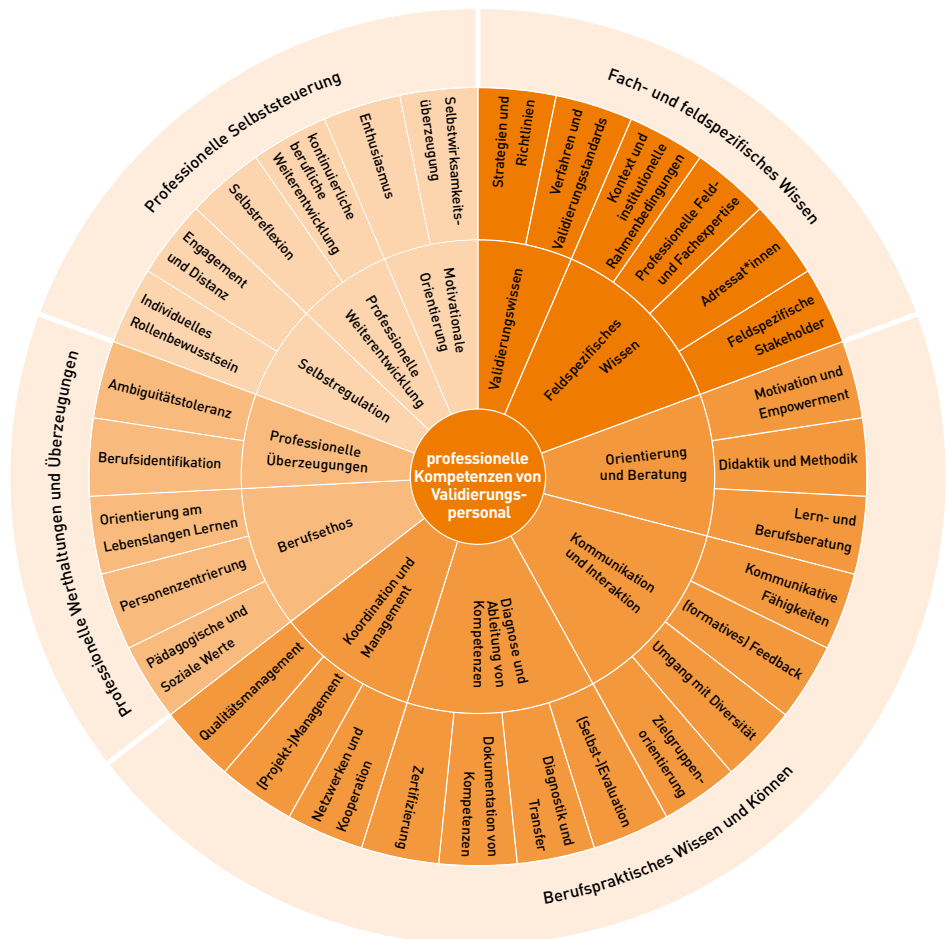 professionelle
Kompetenzen von
Validierungs-
personal
Fach- und feldspezifisches Wissen
Validierungswissen
Strategien und
Richtlinien
Verfahren und
Validierungsstandards
Feldspezifisches
Wissen
Kontext und
institutionelle
Rahmenbedingungen
Professionelle Feld-
und Fachexpertise
Adressat*innen
Feldspezifische
Stakeholder
Berufspraktisches Wissen und Können
Orientierung
und Beratung
Motivation und
Empowerment
Didaktik und Methodik
Lern- und
Berufsberatung
Kommunikation
und Interaktion
Kommunikative
Fähigkeiten
(formatives) Feedback
Umgang mit Diversität
Zielgruppen-
orientierung
Diagnose und
Ableitung von
Kompetenzen
(Selbst-)Evaluation
Diagnostik und
Transfer
Dokumentation von
Kompetenzen
Zertifizierung
Koordination und
Management
Netzwerken und
Kooperation
(Projekt-)Management
Qualitätsmanagement
Professionelle Werthaltungen und Überzeugungen
Berufsethos
Pädagogische und
Soziale Werte
Personenzentrierung
Orientierung am
Lebenslangen Lernen
Professionelle
Überzeugungen
Berufsidentifikation
Ambiguitätstoleranz
Professionelle Selbststeuerung
Selbstregulation
Individuelles
Rollenbewusstsein
Engagement
und Distanz
Selbstreflexion
Professionelle
Weiterentwicklung
kontinuierliche
berufliche
Weiterentwicklung
Motivationale
Orientierung
Enthusiasmus
Selbstwirksamkeits-
überzeugung